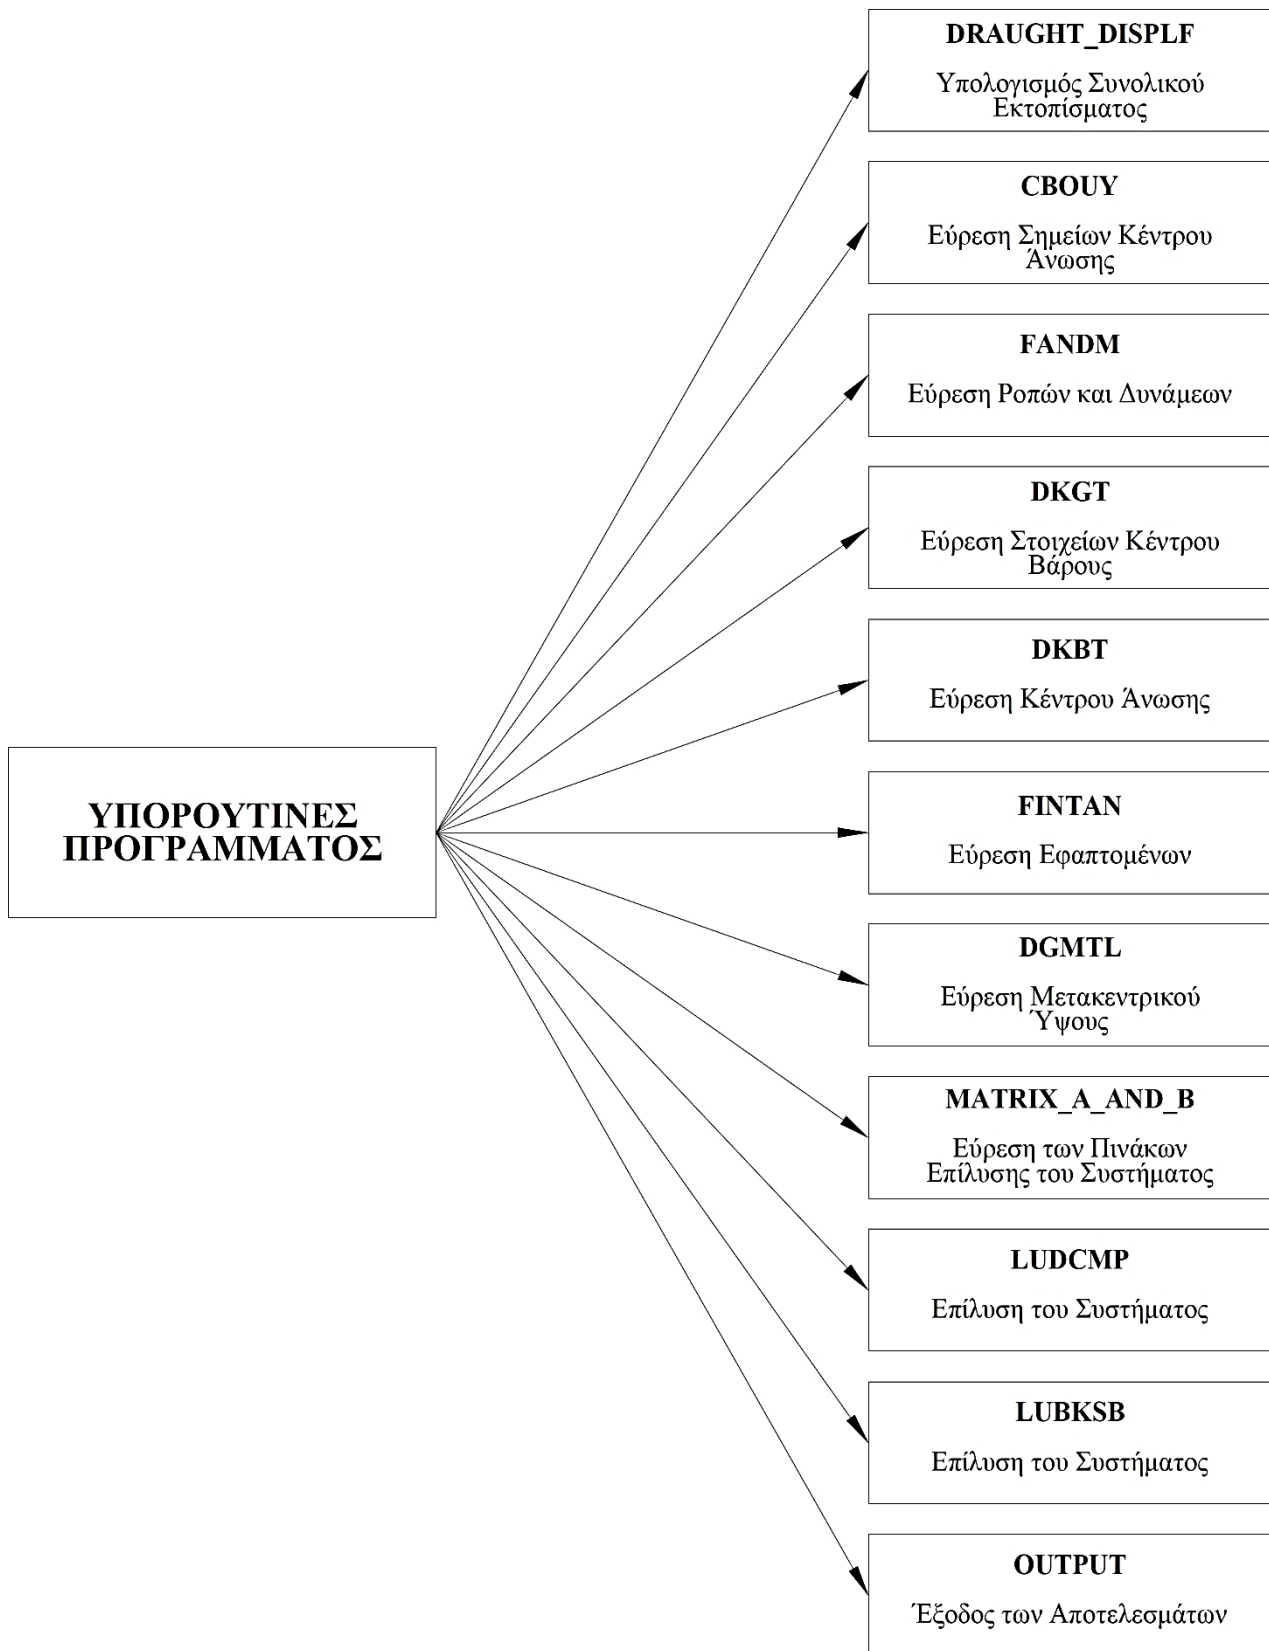 DRAUGHT_DISPLF
Υπολογισμός Συνολικού
Εκτοπίσματος
CBOUY
Εύρεση Σημείων Κέντρου
Άνωσης
FANDM
Εύρεση Ροπών και Δυνάμεων
DKGT
Εύρεση Στοιχείων Κέντρου
Βάρους
DKBT
Εύρεση Κέντρου Άνωσης
ΥΠΟΡΟΥΤΙΝΕΣ
ΠΡΟΓΡΑΜΜΑΤΟΣ
FINTAN
Εύρεση Εφαπτομένων
DGMTL
Εύρεση Μετακεντρικού
Ύψους
MATRIX_A_AND_B
Εύρεση των Πινάκων
Επίλυσης του Συστήματος
LUDCMP
Επίλυση του Συστήματος
LUBKSB
Επίλυση του Συστήματος
OUTPUT
Έξοδος των Αποτελεσμάτων